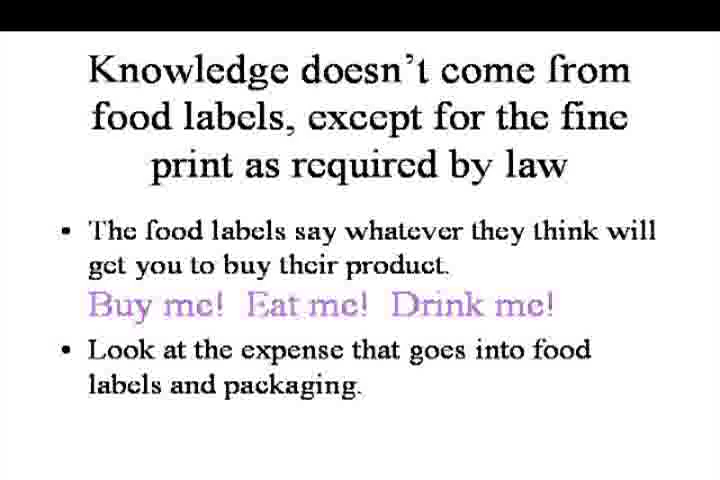 Knowledge doesn't come from
food labels, except for the fine
print as required by law
• The food labels say whatever they think will
get you to buy their product.
Buy me! Eat me! Drink me!
• Look at the expense that goes into food
labels and packaging.